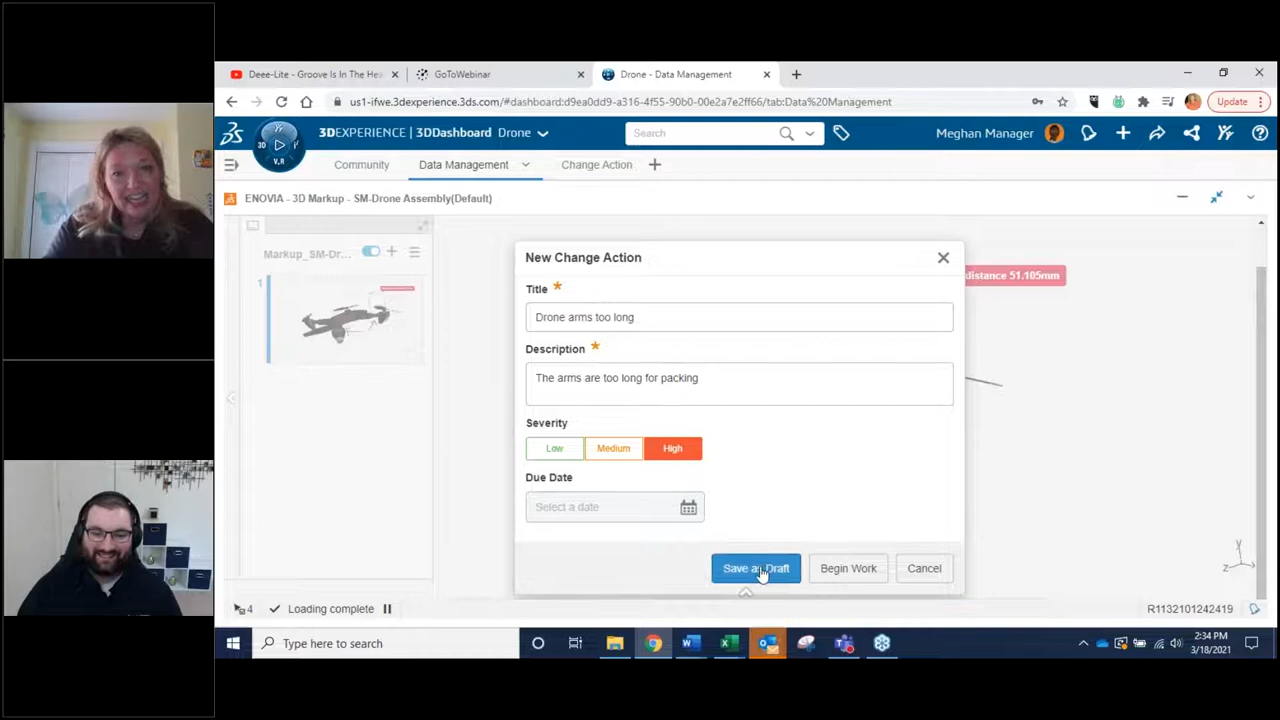 Deee-Lite - Groove Is In The Hea
GoToWebinar
Drone - Data Management
us1-ifwe.3dexperience.3ds.com/#dashboard:d9ea0dd9-a316-4f55-90b0-00e2a7e2ff66/tab:Data%20Management
Update
3DEXPERIENCE | 3DDashboard Drone
Search
Meghan Manager
3D
V.R
Community
Data Management
Change Action
ENOVIA - 3D Markup - SM-Drone Assembly(Default)
Markup_SM-Dr...
1
New Change Action
distance 51.105mm
Title *
Drone arms too long
Description *
The arms are too long for packing
Severity
Low
Medium
High
Due Date
Select a date
Save as Draft
Begin Work
Cancel
y
z
4
Loading complete
R1132101242419
Type here to search
2:34 PM
3/18/2021